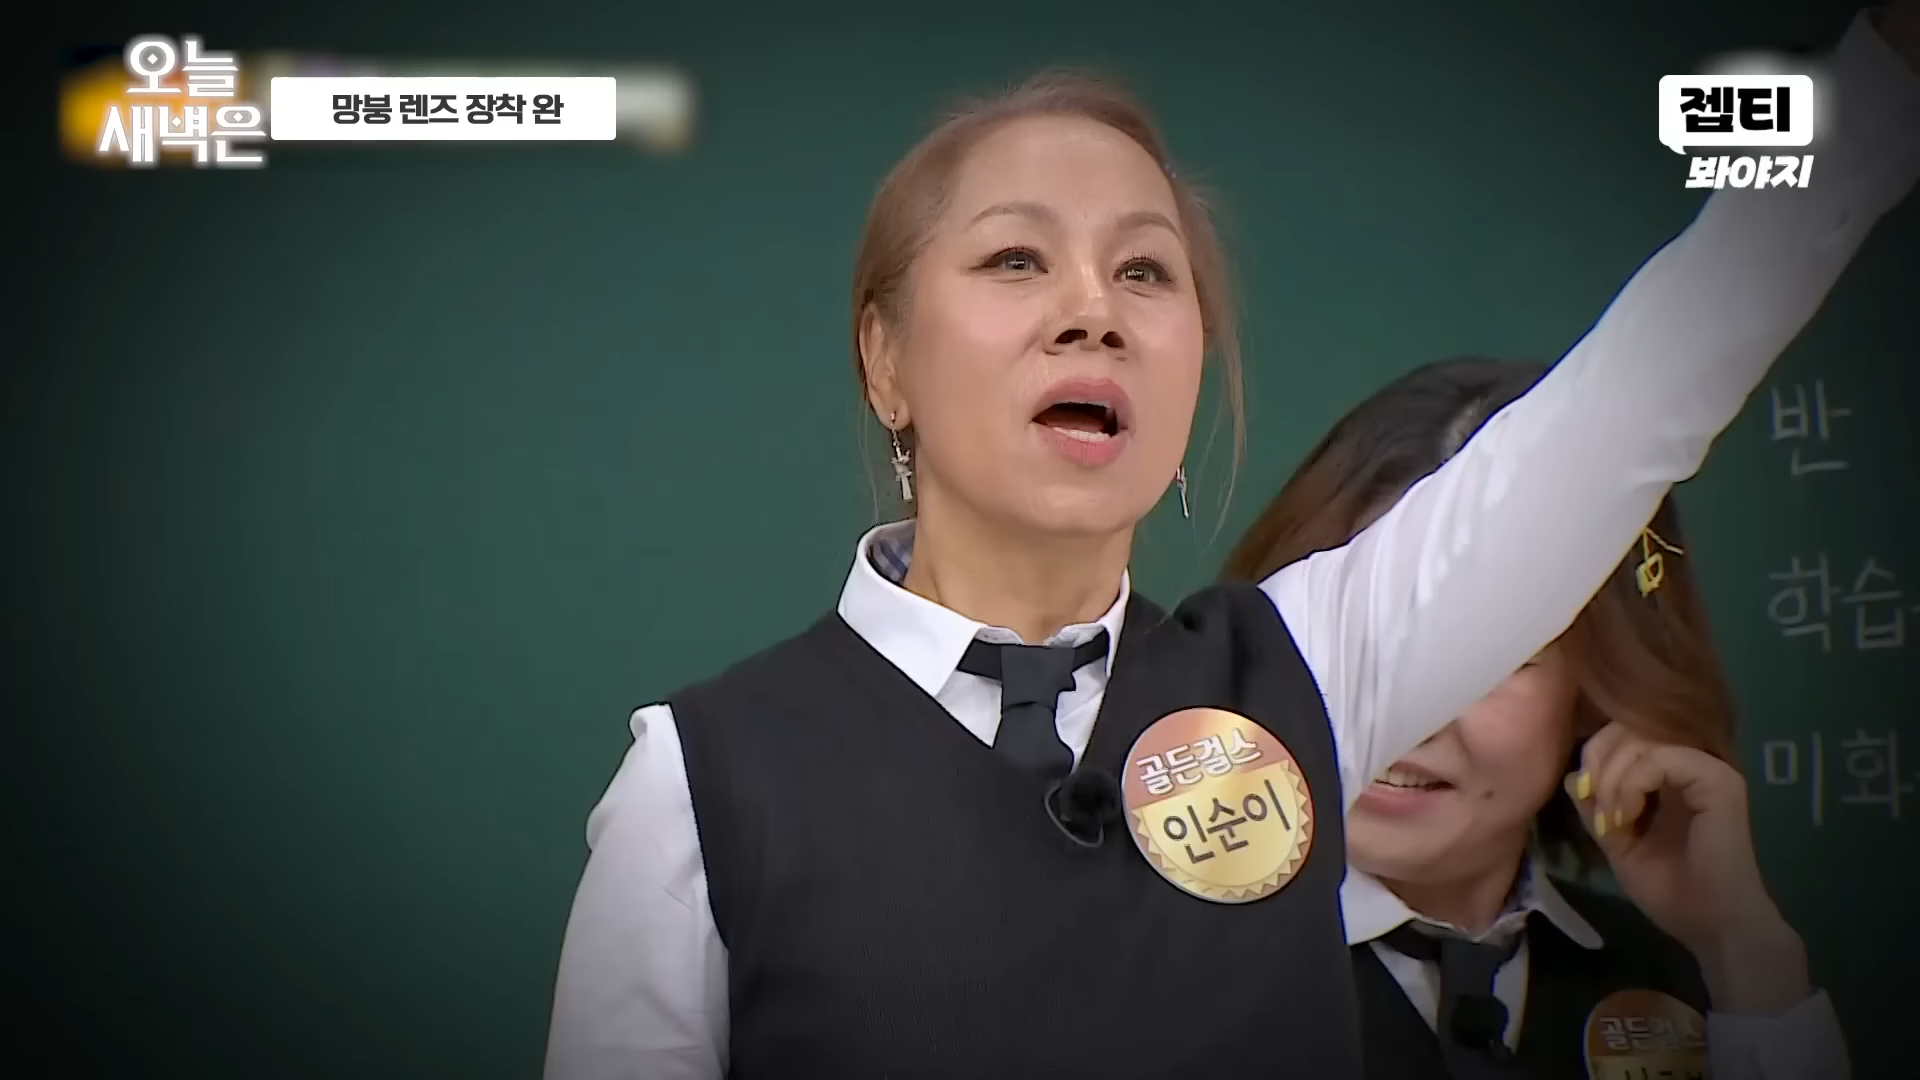 오늘
새벽은
망붕 렌즈 장착 완
젭티
봐야지
반
학습
미화
골든걸스
인순이
골든걸스